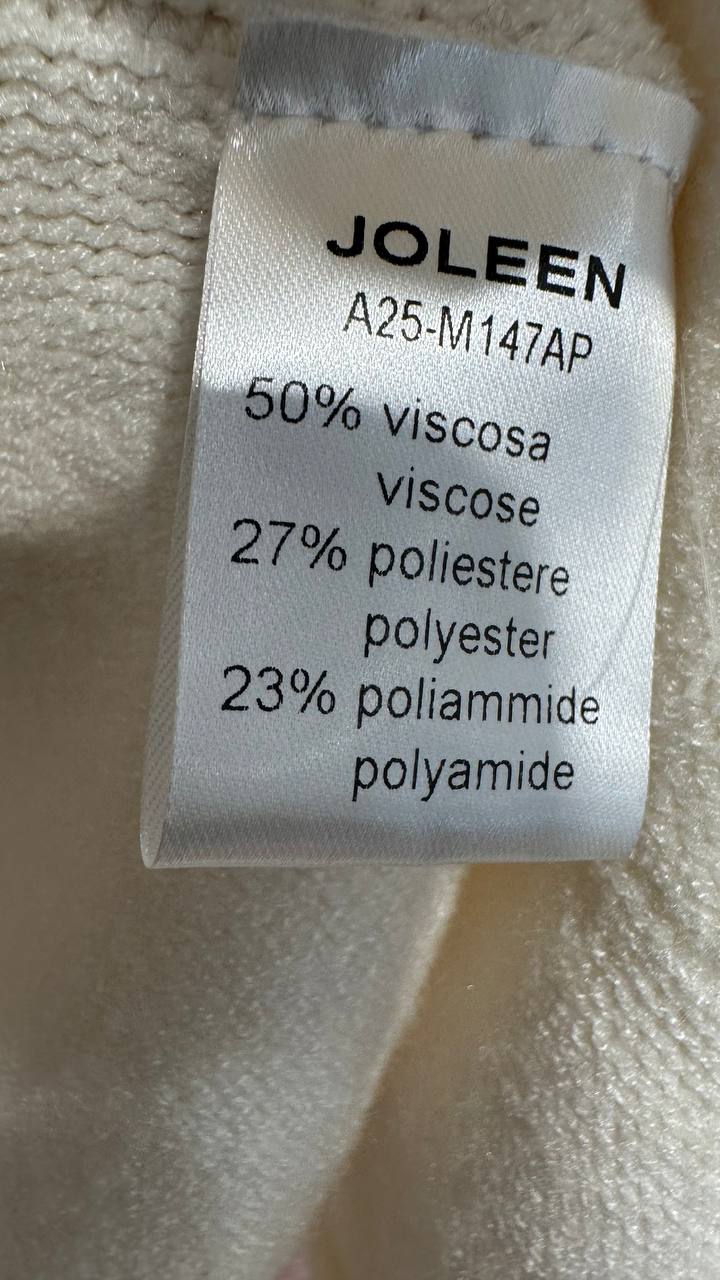 JOLEEN
A25-M147AP
50% viscosa
viscose
27% poliestere
polyester
23% poliammide
polyamide